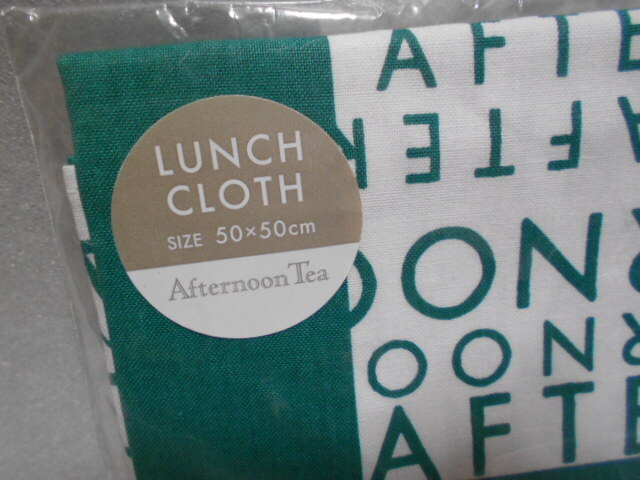 LUNCH
CLOTH
SIZE 50×50cm
Afternoon Tea
AFTE
AFTER
OON
OON
AFTE